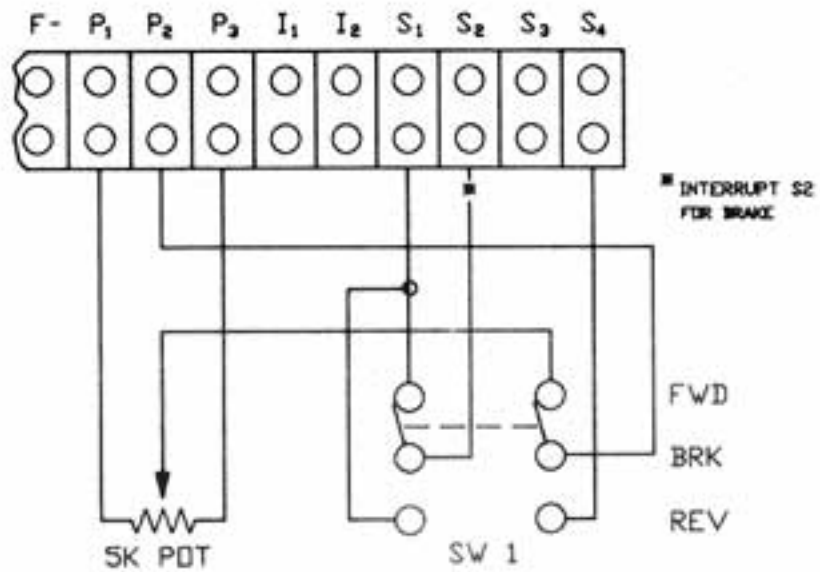 F- P₁ P₂ P₃ I₁ I₂ S₁ S₂ S₃ S₄
* INTERRUPT S2
FOR BRAKE
FWD
BRK
REV
5K POT
SW 1